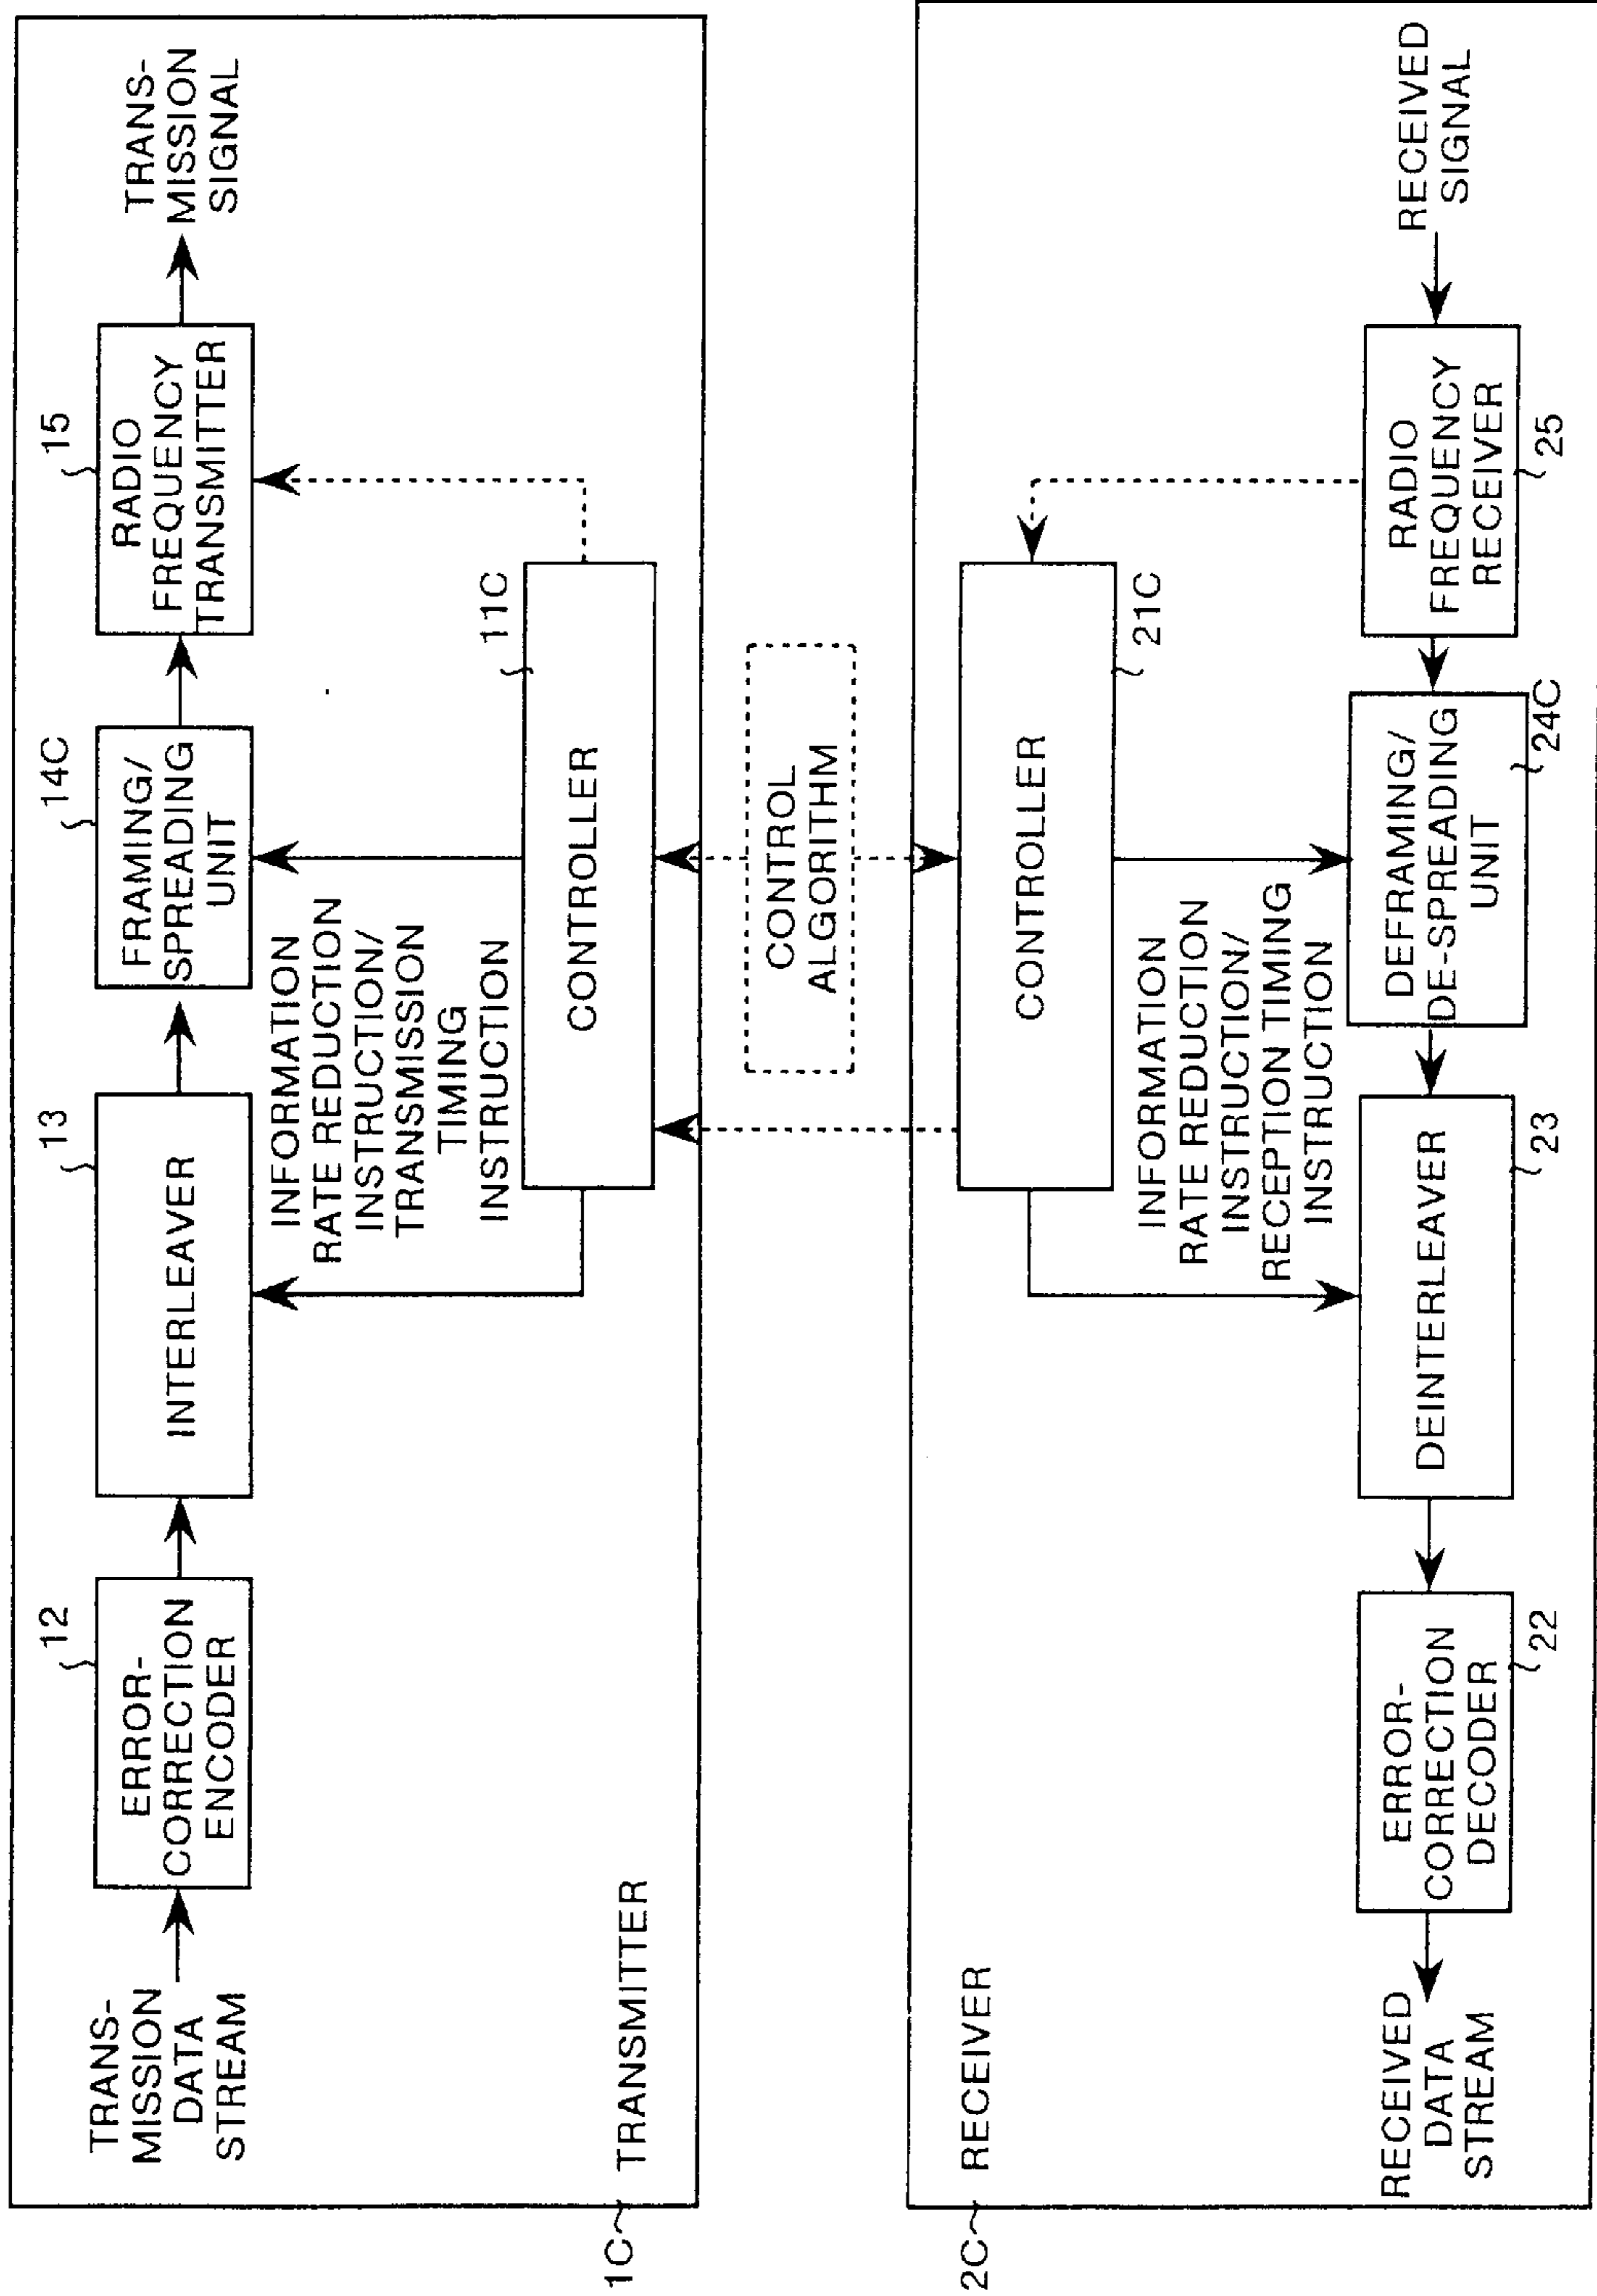 TRANS-
MISSION
DATA
STREAM
12
ERROR-
CORRECTION
ENCODER
13
INTERLEAVER
14C
FRAMING/
SPREADING
UNIT
15
RADIO
FREQUENCY
TRANSMITTER
TRANS-
MISSION
SIGNAL
INFORMATION
RATE REDUCTION
INSTRUCTION/
TRANSMISSION
TIMING
INSTRUCTION
11C
CONTROLLER
1C
TRANSMITTER
CONTROL
ALGORITHM
2C
RECEIVER
CONTROLLER
21C
INFORMATION
RATE REDUCTION
INSTRUCTION/
RECEPTION TIMING
INSTRUCTION
RECEIVED
DATA
STREAM
ERROR-
CORRECTION
DECODER
22
DEINTERLEAVER
23
DEFRAMING/
DE-SPREADING
UNIT
24C
RADIO
FREQUENCY
RECEIVER
25
RECEIVED
SIGNAL